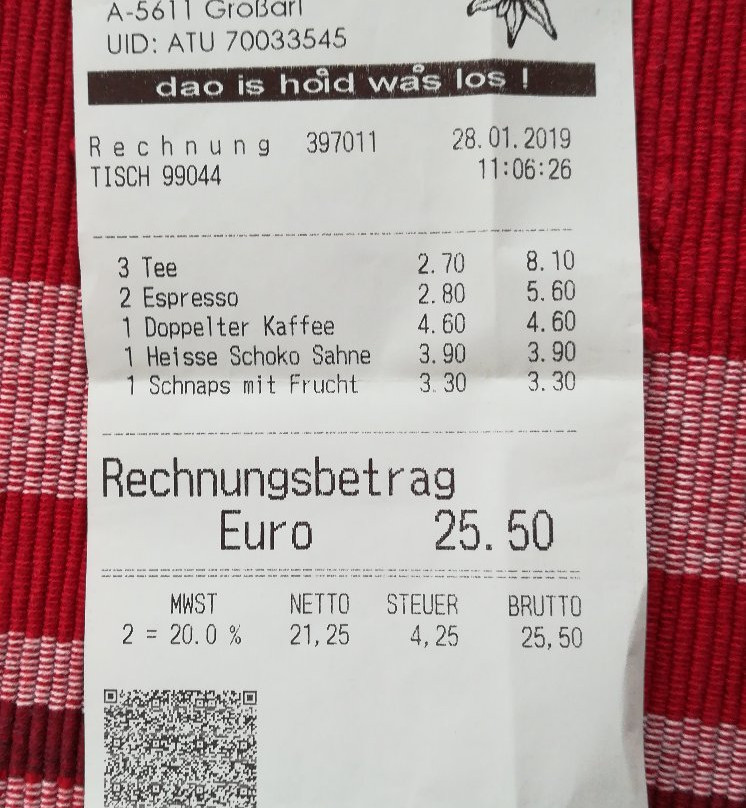 A-5611 Großarl
UID: ATU 70033545
dao is hoid wås los !
Rechnung 397011 28.01.2019
TISCH 99044 11:06:26
3 Tee 2.70 8.10
2 Espresso 2.80 5.60
1 Doppelter Kaffee 4.60 4.60
1 Heisse Schoko Sahne 3.90 3.90
1 Schnaps mit Frucht 3.30 3.30
Rechnungsbetrag
Euro 25.50
MWST NETTO STEUER BRUTTO
2 = 20.0 % 21,25 4,25 25,50